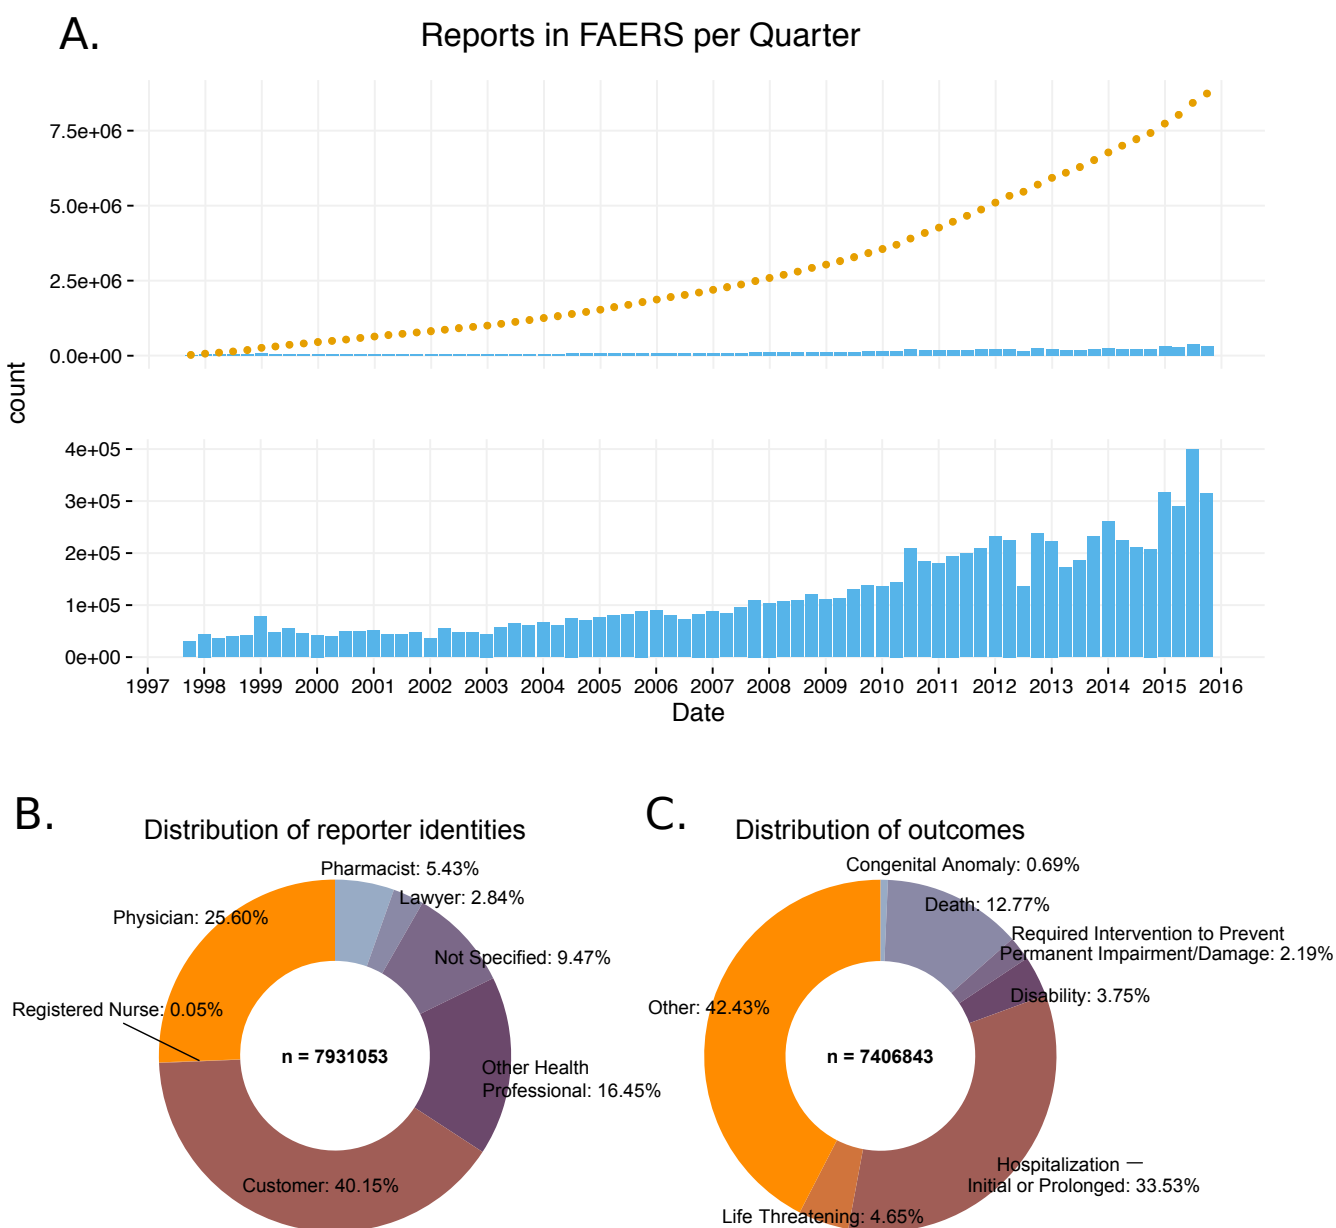 A.
Reports in FAERS per Quarter
7.5e+06
5.0e+06
2.5e+06
0.0e+00
count
4e+05
3e+05
2e+05
1e+05
0e+00
1997 1998 1999 2000 2001 2002 2003 2004 2005 2006 2007 2008 2009 2010 2011 2012 2013 2014 2015 2016
Date
B.
Distribution of reporter identities
Pharmacist: 5.43%
Lawyer: 2.84%
Physician: 25.60%
Not Specified: 9.47%
Registered Nurse: 0.05%
n = 7931053
Other Health
Professional: 16.45%
Customer: 40.15%
C.
Distribution of outcomes
Congenital Anomaly: 0.69%
Death: 12.77%
Required Intervention to Prevent
Permanent Impairment/Damage: 2.19%
Disability: 3.75%
Other: 42.43%
n = 7406843
Hospitalization —
Initial or Prolonged: 33.53%
Life Threatening: 4.65%